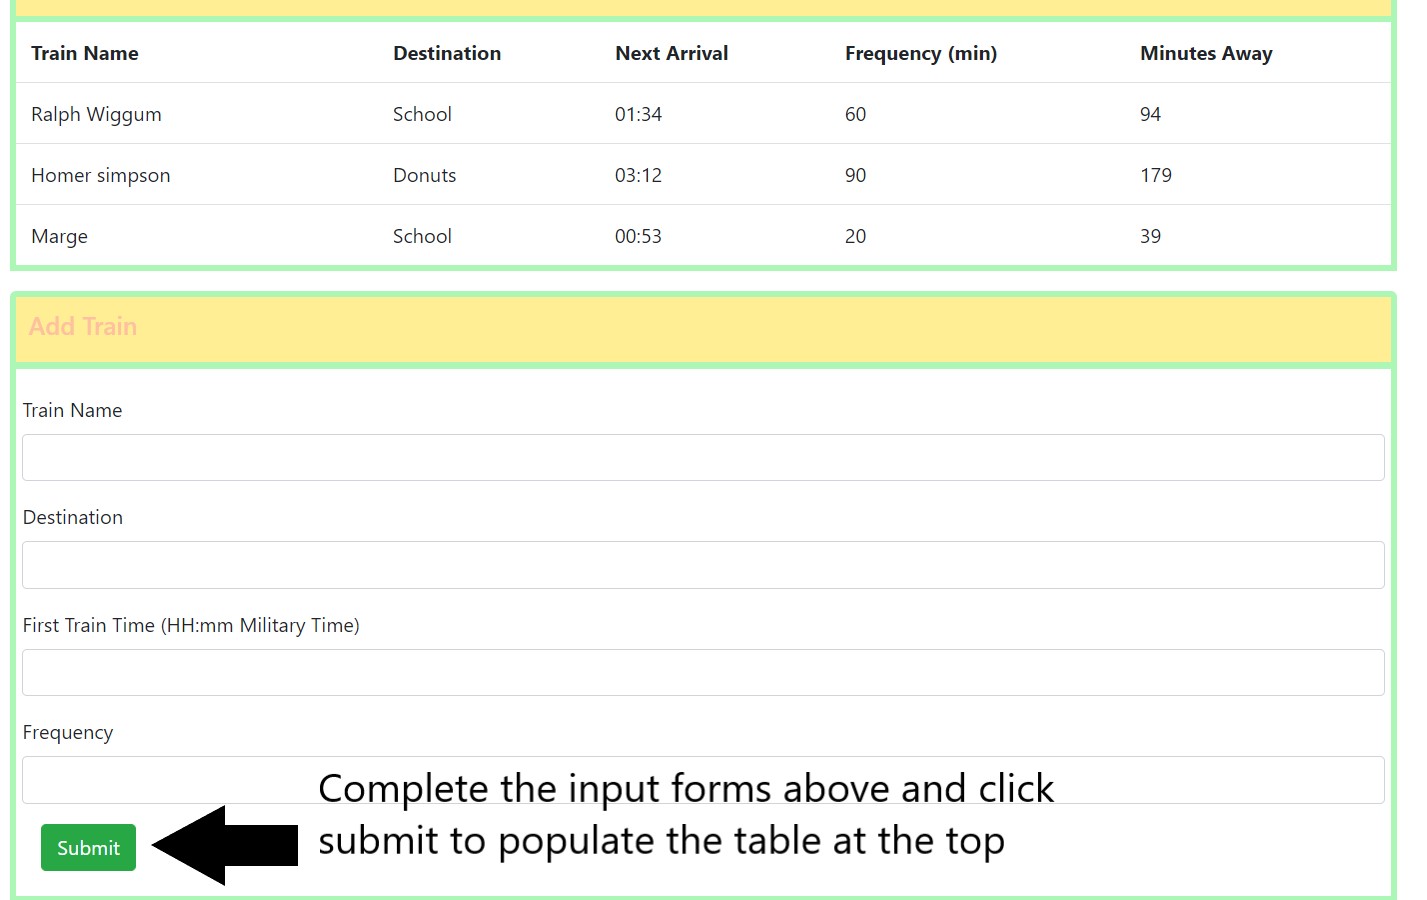 Train Name Destination Next Arrival Frequency (min) Minutes Away
Ralph Wiggum School 01:34 60 94
Homer simpson Donuts 03:12 90 179
Marge School 00:53 20 39
Add Train
Train Name
Destination
First Train Time (HH:mm Military Time)
Frequency
Complete the input forms above and click
submit to populate the table at the top
Submit